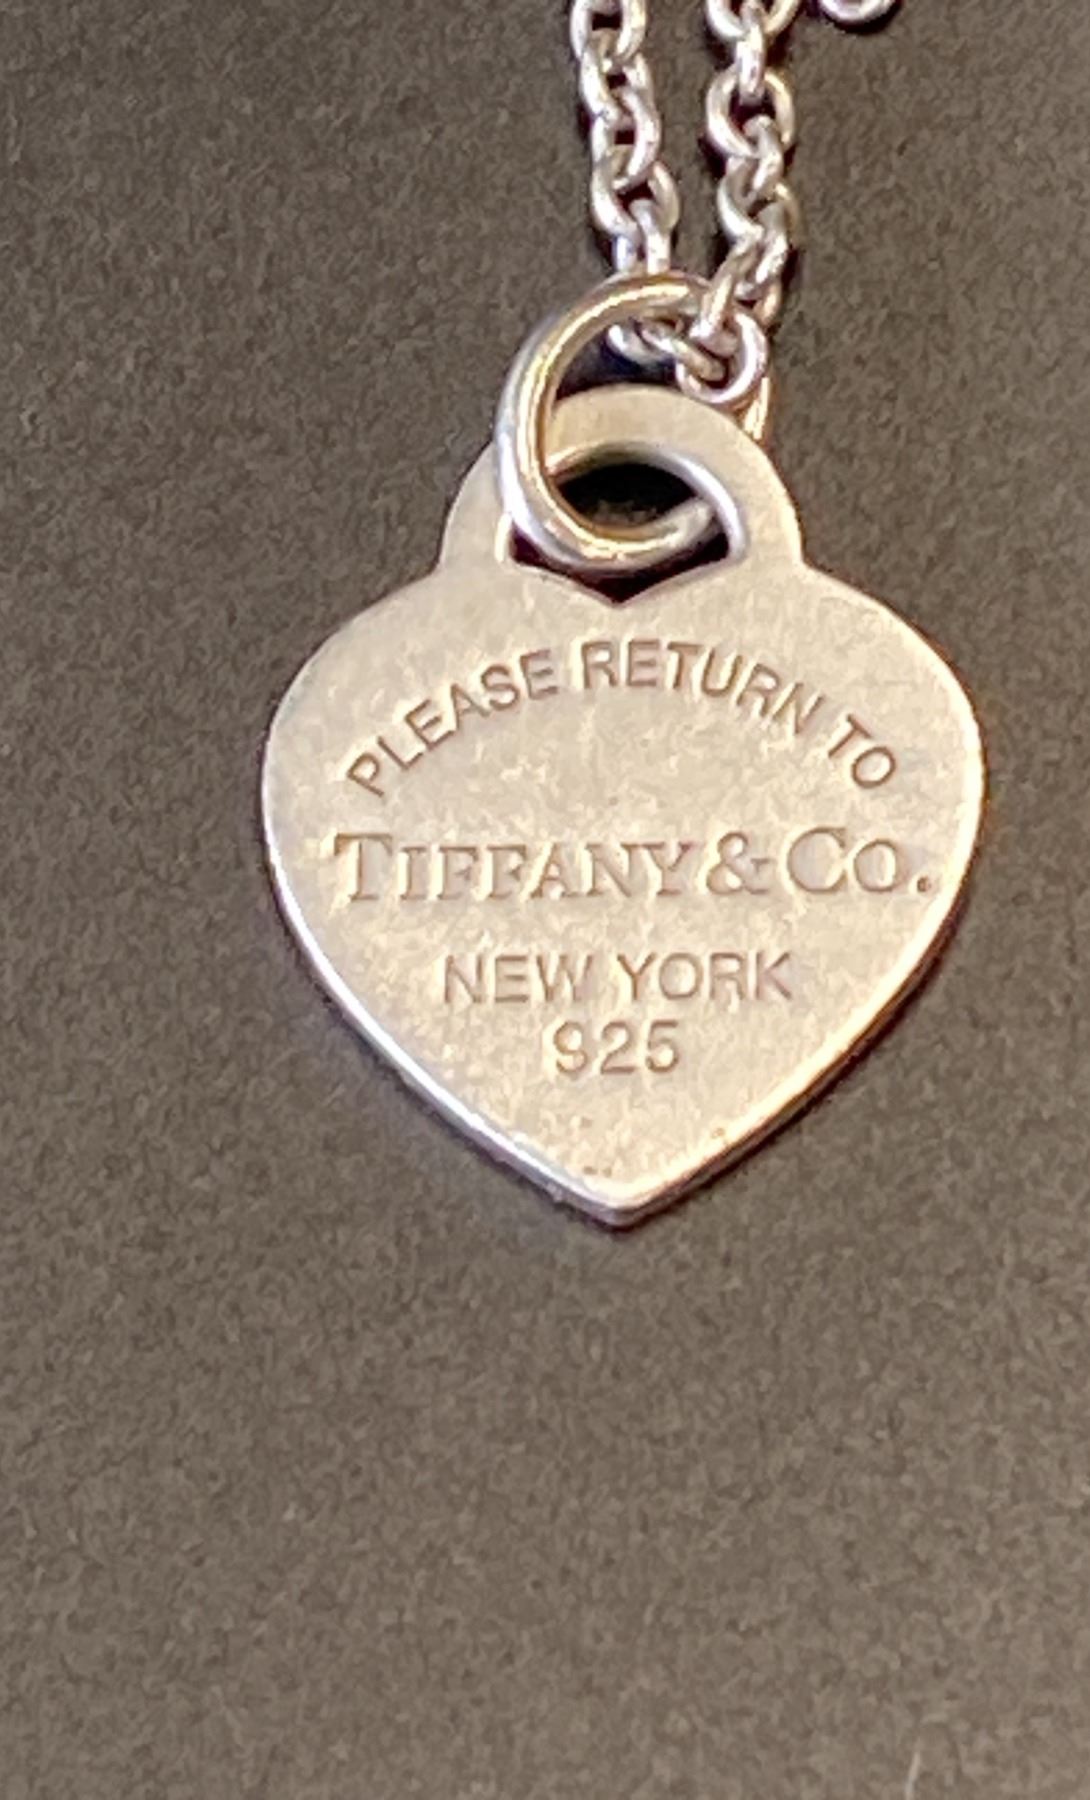 PLEASE RETURN TO
TIFFANY & CO.
NEW YORK
925